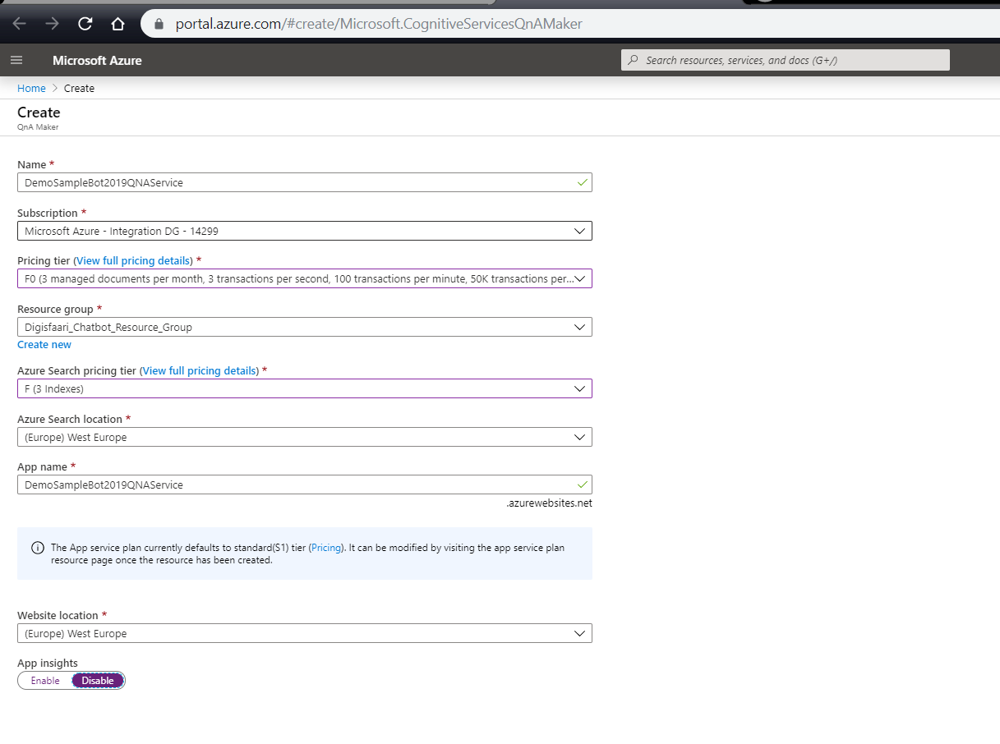 portal.azure.com/#create/Microsoft.CognitiveServicesQnAMaker
Microsoft Azure
Search resources, services, and docs (G+/)
Home > Create
Create
QnA Maker
Name *
DemoSampleBot2019QNAService
Subscription *
Microsoft Azure - Integration DG - 14299
Pricing tier (View full pricing details) *
F0 (3 managed documents per month, 3 transactions per second, 100 transactions per minute, 50K transactions per...
Resource group *
Digisfaari_Chatbot_Resource_Group
Create new
Azure Search pricing tier (View full pricing details) *
F (3 Indexes)
Azure Search location *
(Europe) West Europe
App name *
DemoSampleBot2019QNAService
.azurewebsites.net
The App service plan currently defaults to standard(S1) tier (Pricing). It can be modified by visiting the app service plan
resource page once the resource has been created.
Website location *
(Europe) West Europe
App insights
Enable Disable